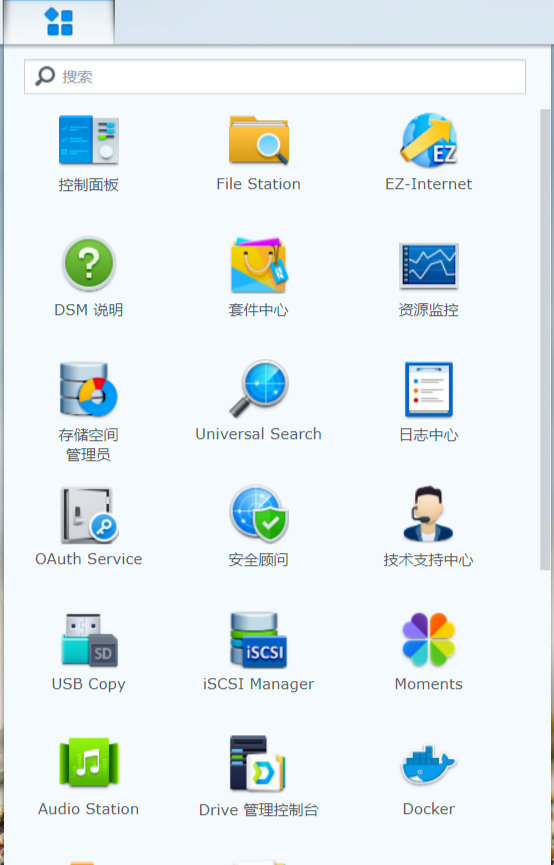 搜索
控制面板
File Station
EZ
EZ-Internet
DSM 说明
套件中心
资源监控
存储空间
管理员
Universal Search
日志中心
OAuth Service
安全顾问
技术支持中心
SD
USB Copy
iSCSI
iSCSI Manager
Moments
Audio Station
Drive 管理控制台
Docker